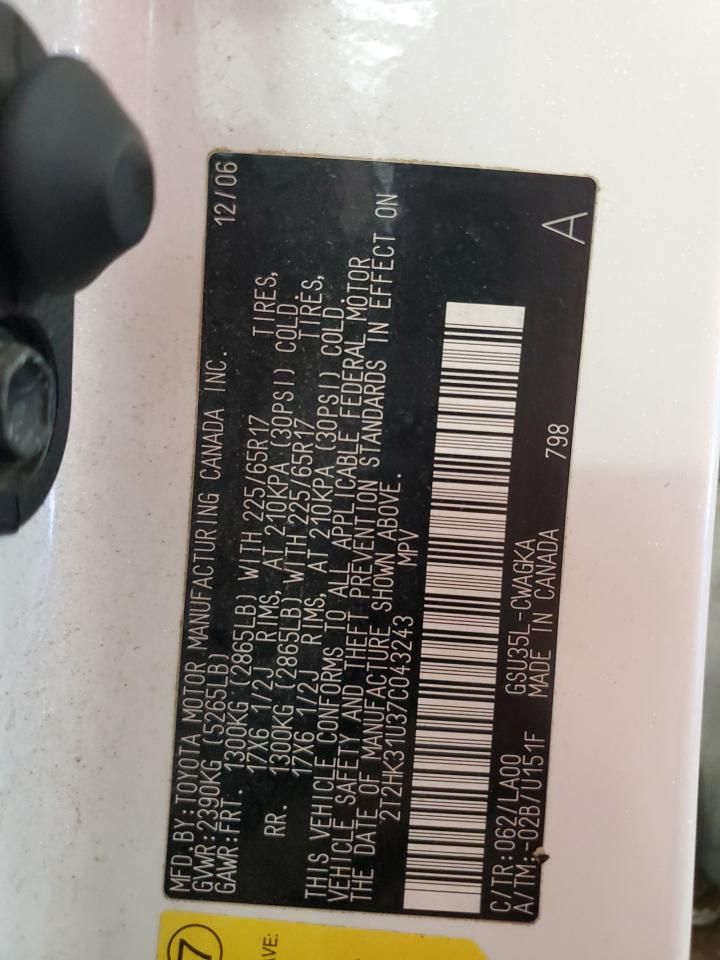 MFD.BY:TOYOTA MOTOR MANUFACTURING CANADA INC. 12/06
GVWR:2390KG (5265LB)
GAWR:FRT. 1300KG (2865LB) WITH 225/65R17 TIRES,
17X6 1/2J RIMS, AT 210KPA (30PSI) COLD.
RR. 1300KG (2865LB) WITH 225/65R17 TIRES,
17X6 1/2J RIMS, AT 210KPA (30PSI) COLD.
THIS VEHICLE CONFORMS TO ALL APPLICABLE FEDERAL MOTOR
VEHICLE SAFETY AND THEFT PREVENTION STANDARDS IN EFFECT ON
THE DATE OF MANUFACTURE SHOWN ABOVE.
2T2HK31U37C043243 MPV
C/TR:062/LA00 GSU35L-CWAGKA A
A/TM:-02B/U151F MADE IN CANADA 798
7